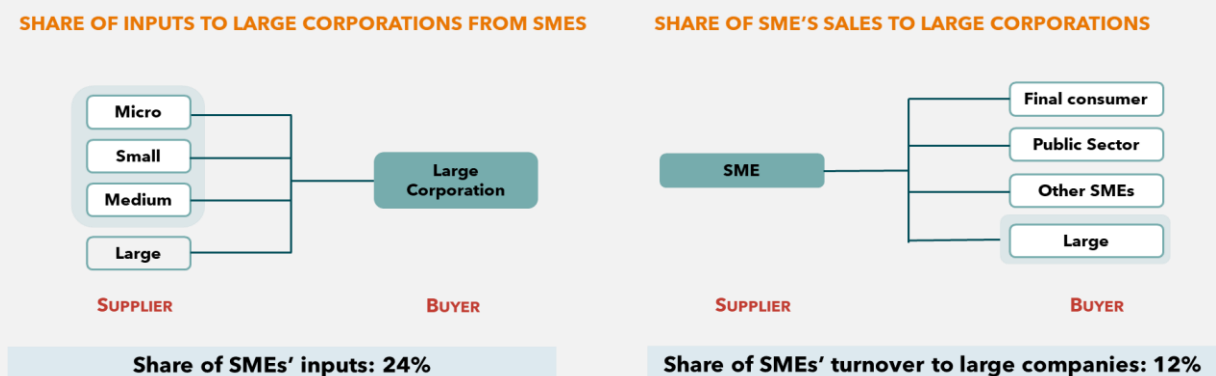 SHARE OF INPUTS TO LARGE CORPORATIONS FROM SMES
Micro
Small
Medium
Large
Large
Corporation
SUPPLIER
BUYER
Share of SMEs' inputs: 24%
SHARE OF SME'S SALES TO LARGE CORPORATIONS
SME
Final consumer
Public Sector
Other SMEs
Large
SUPPLIER
BUYER
Share of SMEs' turnover to large companies: 12%